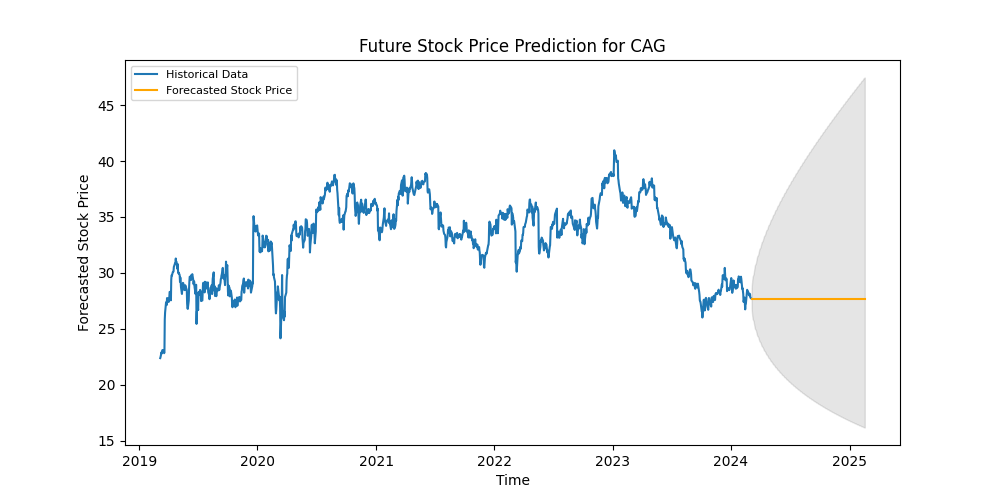 Future Stock Price Prediction for CAG
Historical Data
Forecasted Stock Price
Forecasted Stock Price
45
40
35
30
25
20
15
2019
2020
2021
2022
2023
2024
2025
Time